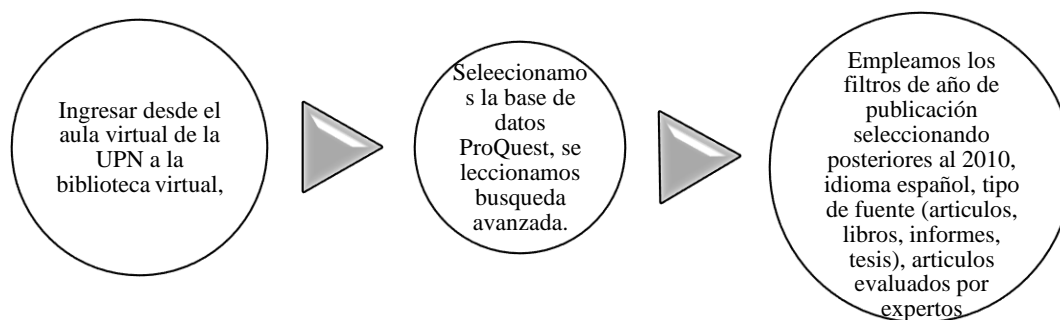 Ingresar desde el
aula virtual de la
UPN a la
biblioteca virtual,
Seleecionamo
s la base de
datos
ProQuest, se
leccionamos
busqueda
avanzada.
Empleamos los
filtros de año de
publicación
seleccionando
posteriores al 2010,
idioma español, tipo
de fuente (articulos,
libros, informes,
tesis), articulos
evaluados por
expertos